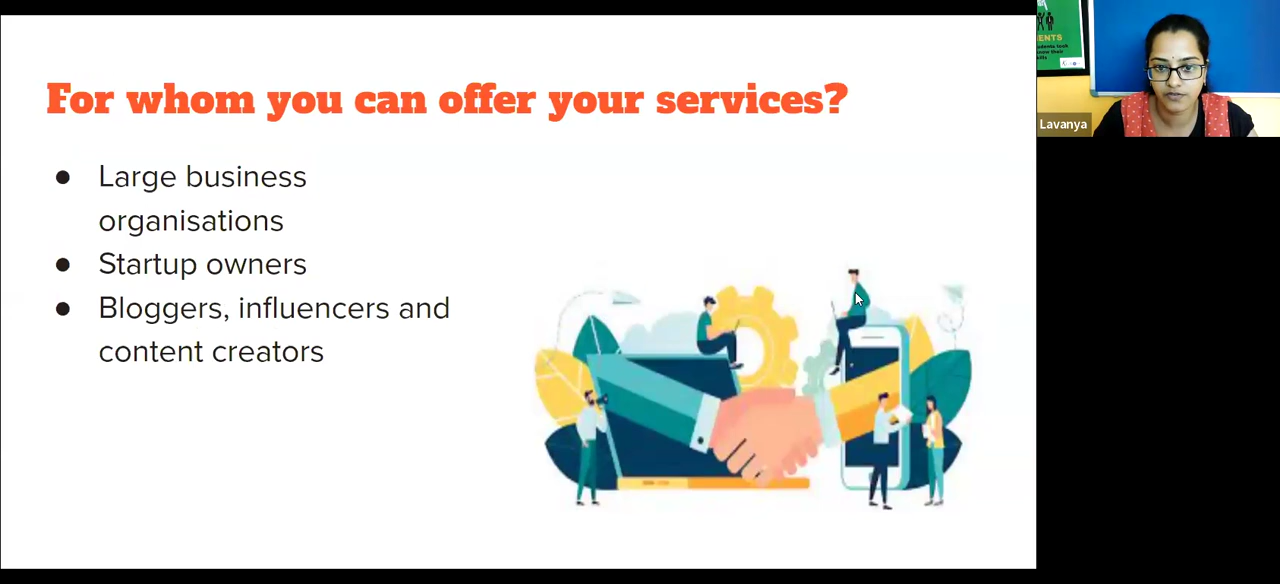 For whom you can offer your services?
● Large business
organisations
● Startup owners
● Bloggers, influencers and
content creators
ENTS
Lavanya